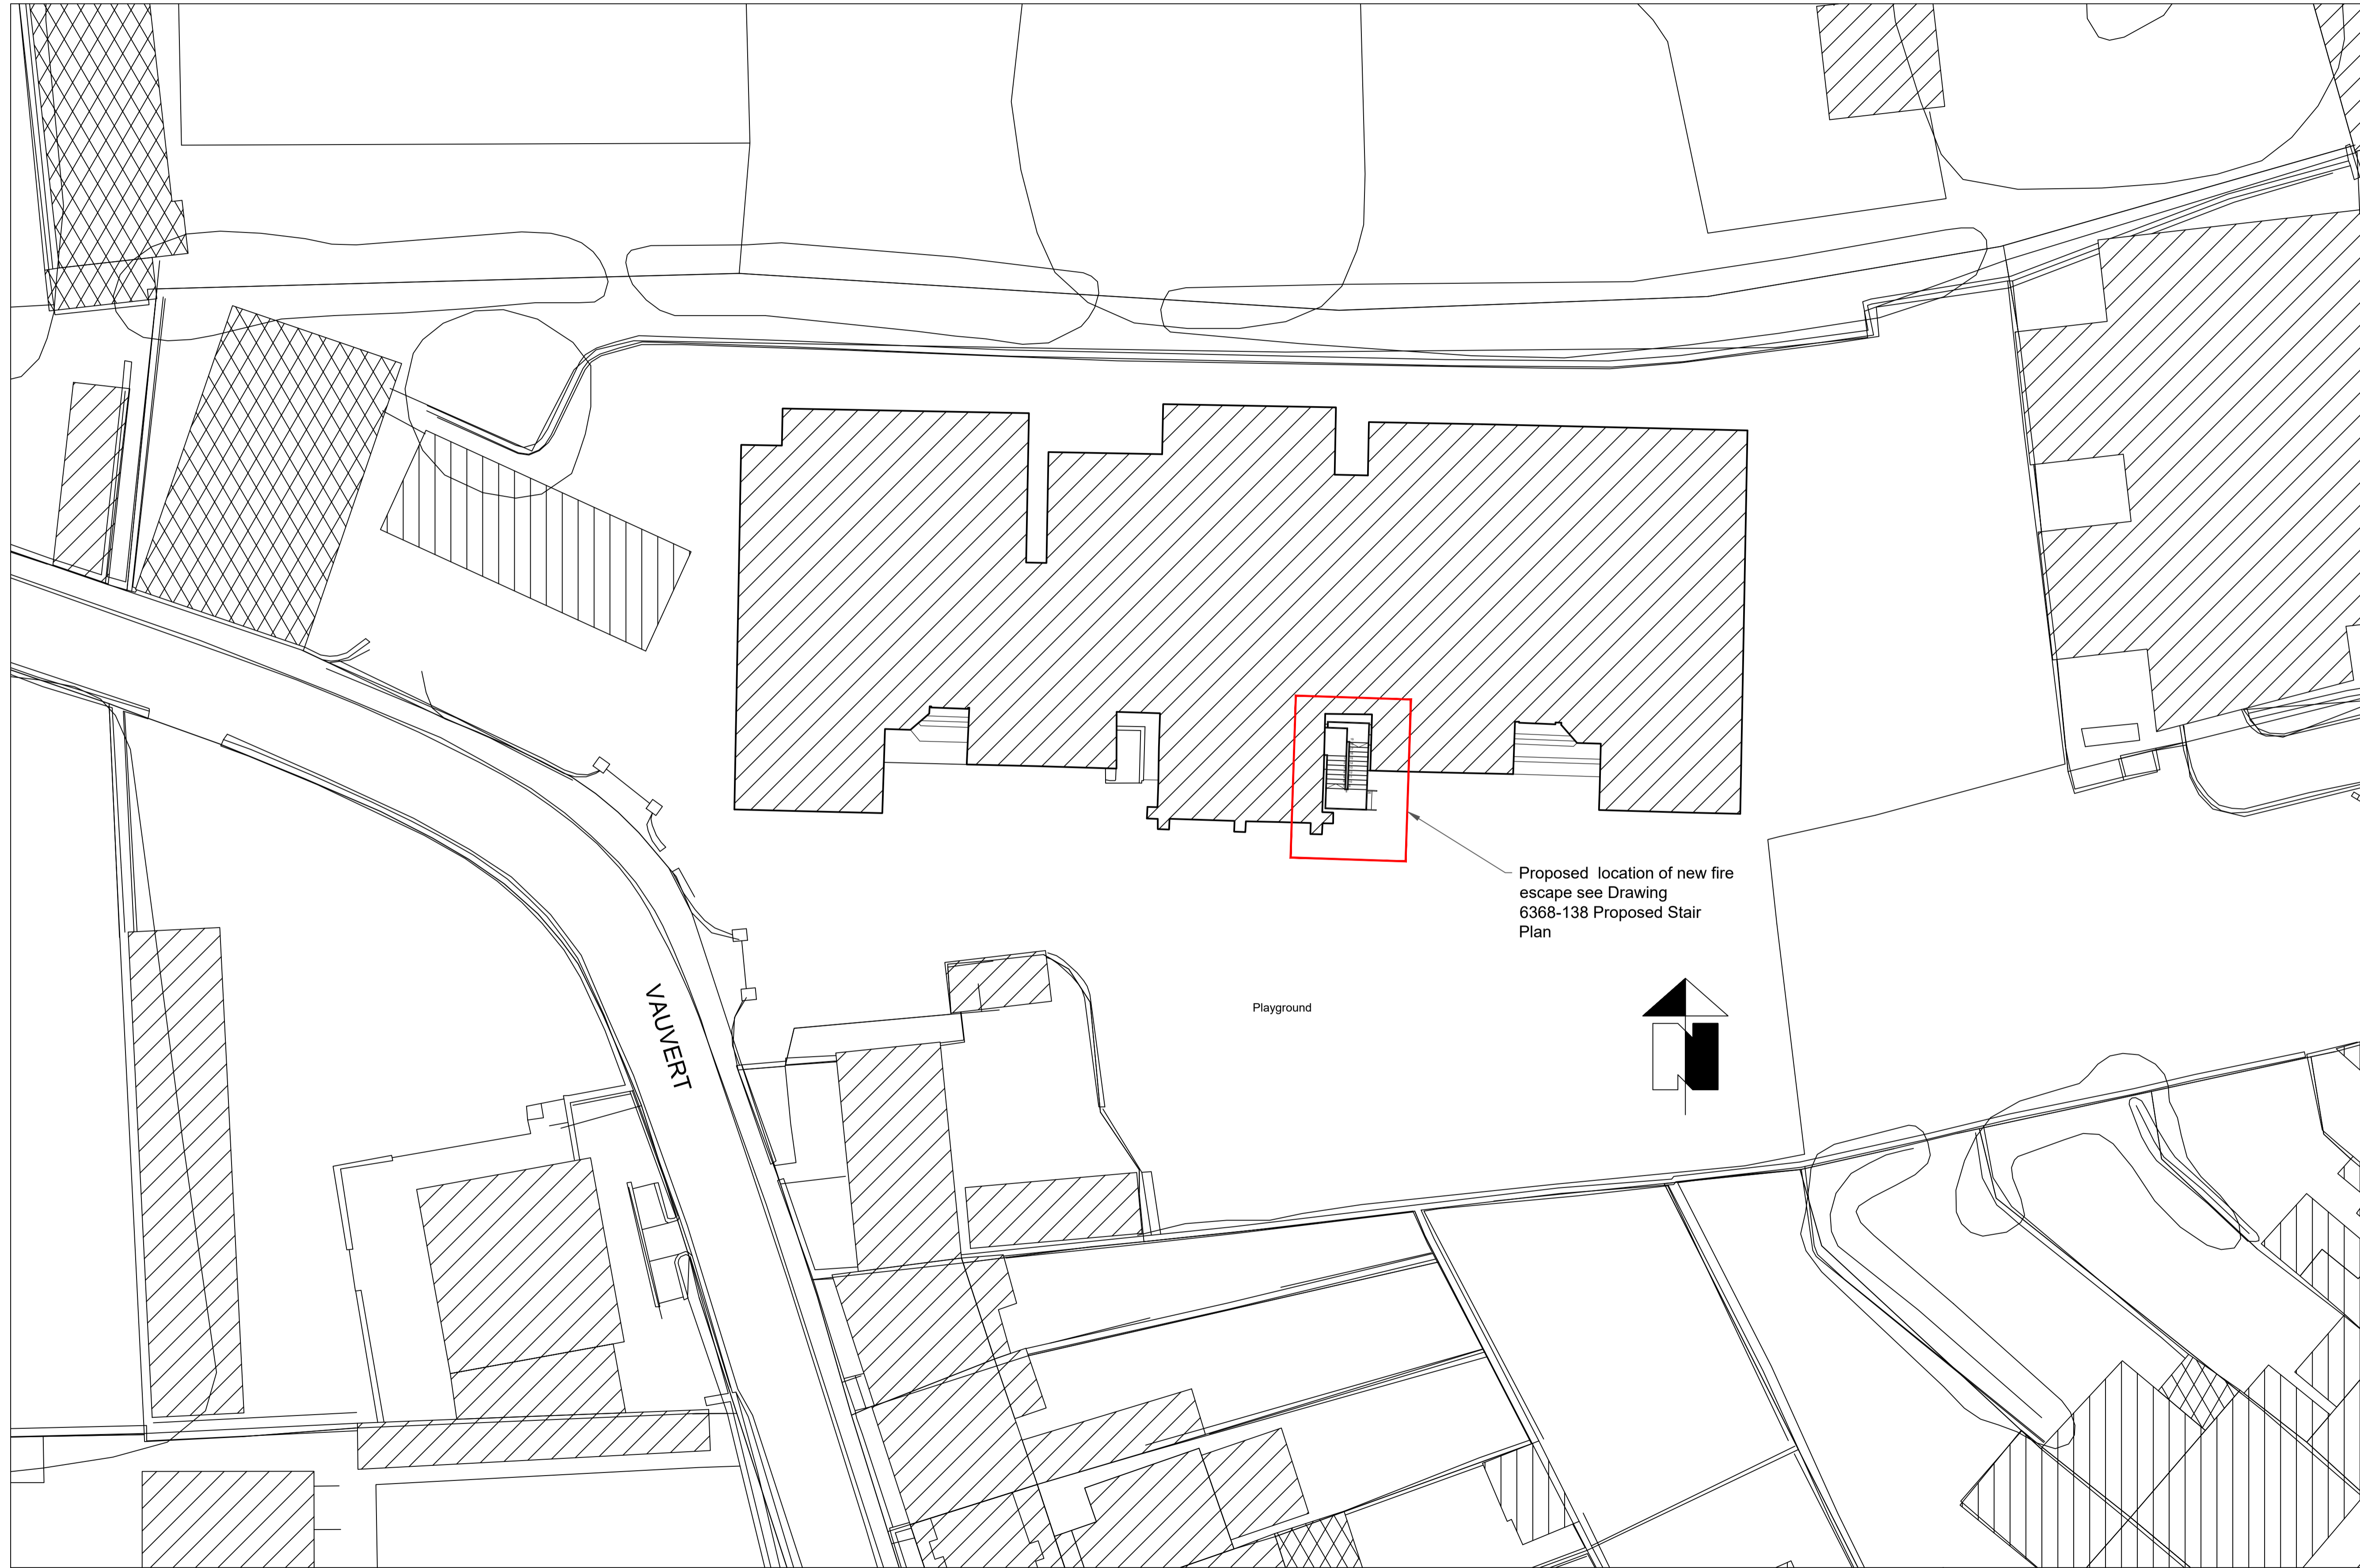 Proposed  location of new fire
escape see Drawing
6368-138 Proposed Stair
Plan
VAUVERT
Playground